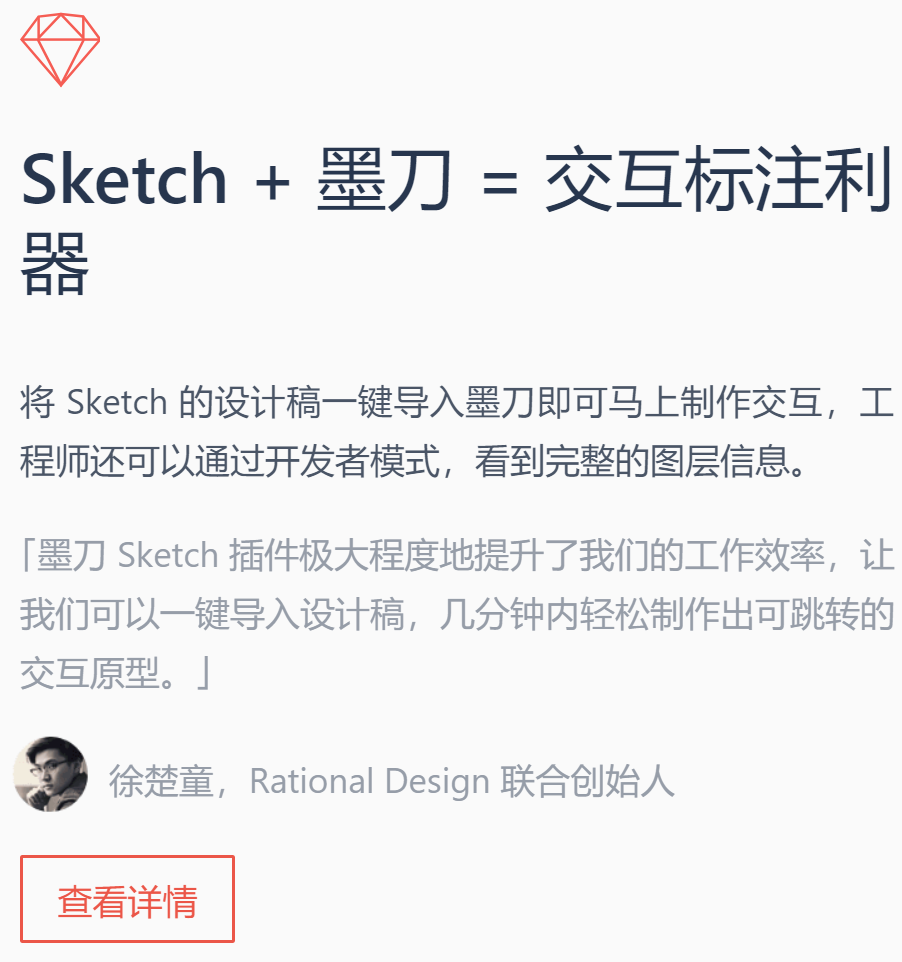 Sketch + 墨刀 = 交互标注利
器
将 Sketch 的设计稿一键导入墨刀即可马上制作交互，工
程师还可以通过开发者模式，看到完整的图层信息。
「墨刀 Sketch 插件极大程度地提升了我们的工作效率，让
我们可以一键导入设计稿，几分钟内轻松制作出可跳转的
交互原型。」
徐楚童，Rational Design 联合创始人
查看详情